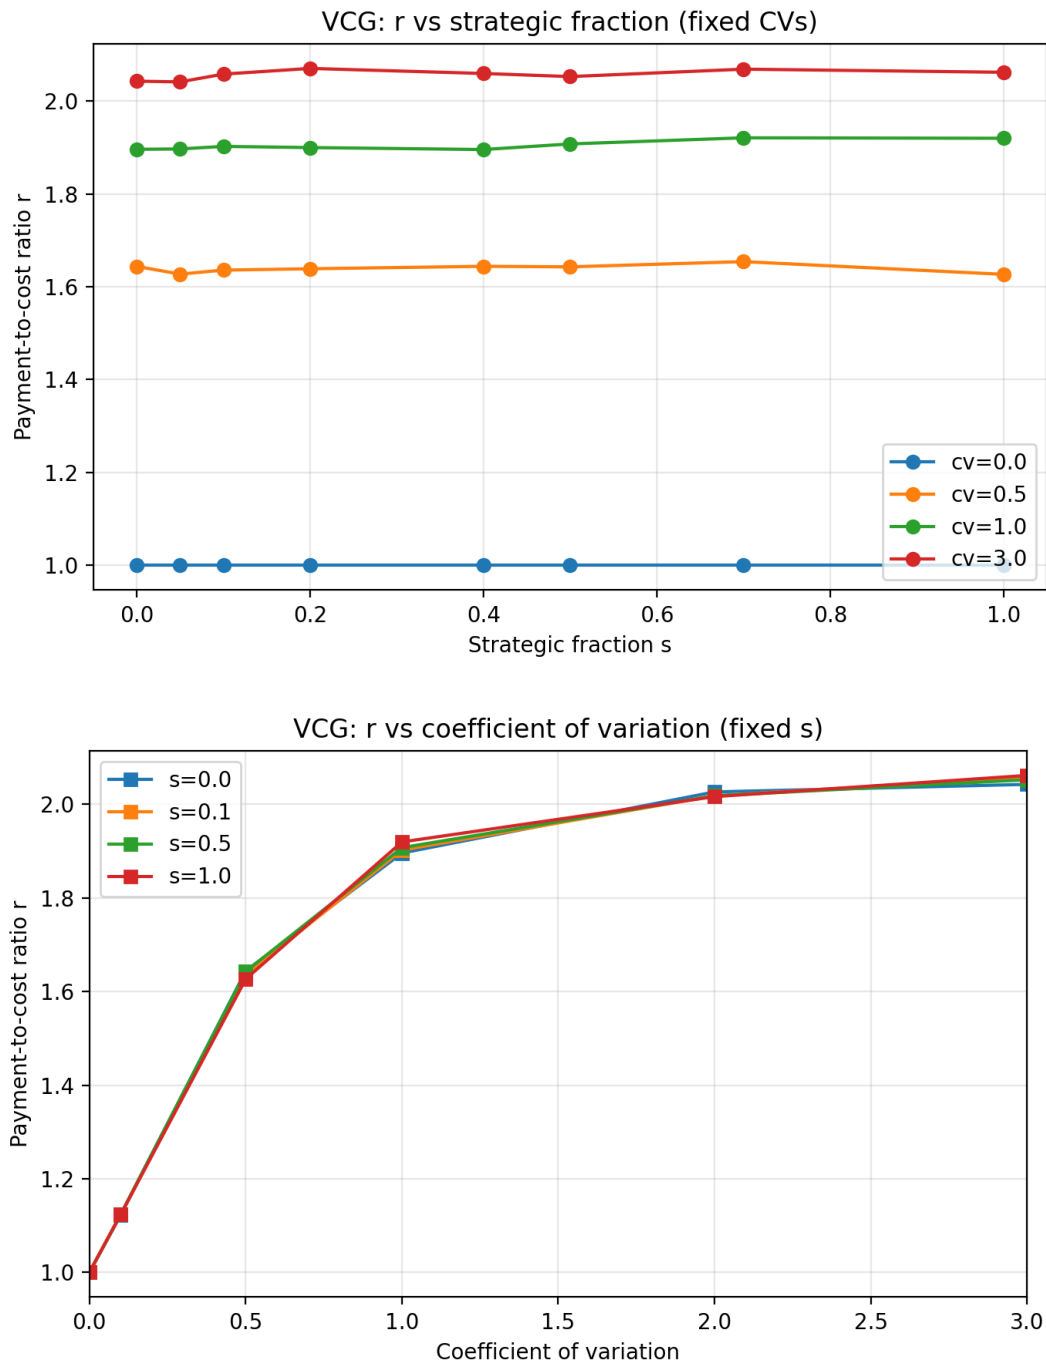 VCG: r vs strategic fraction (fixed CVs)
Payment-to-cost ratio r
2.0
1.8
1.6
1.4
1.2
1.0
cv=0.0
cv=0.5
cv=1.0
cv=3.0
0.0 0.2 0.4 0.6 0.8 1.0
Strategic fraction s
VCG: r vs coefficient of variation (fixed s)
Payment-to-cost ratio r
s=0.0
s=0.1
s=0.5
s=1.0
2.0
1.8
1.6
1.4
1.2
1.0
0.0 0.5 1.0 1.5 2.0 2.5 3.0
Coefficient of variation